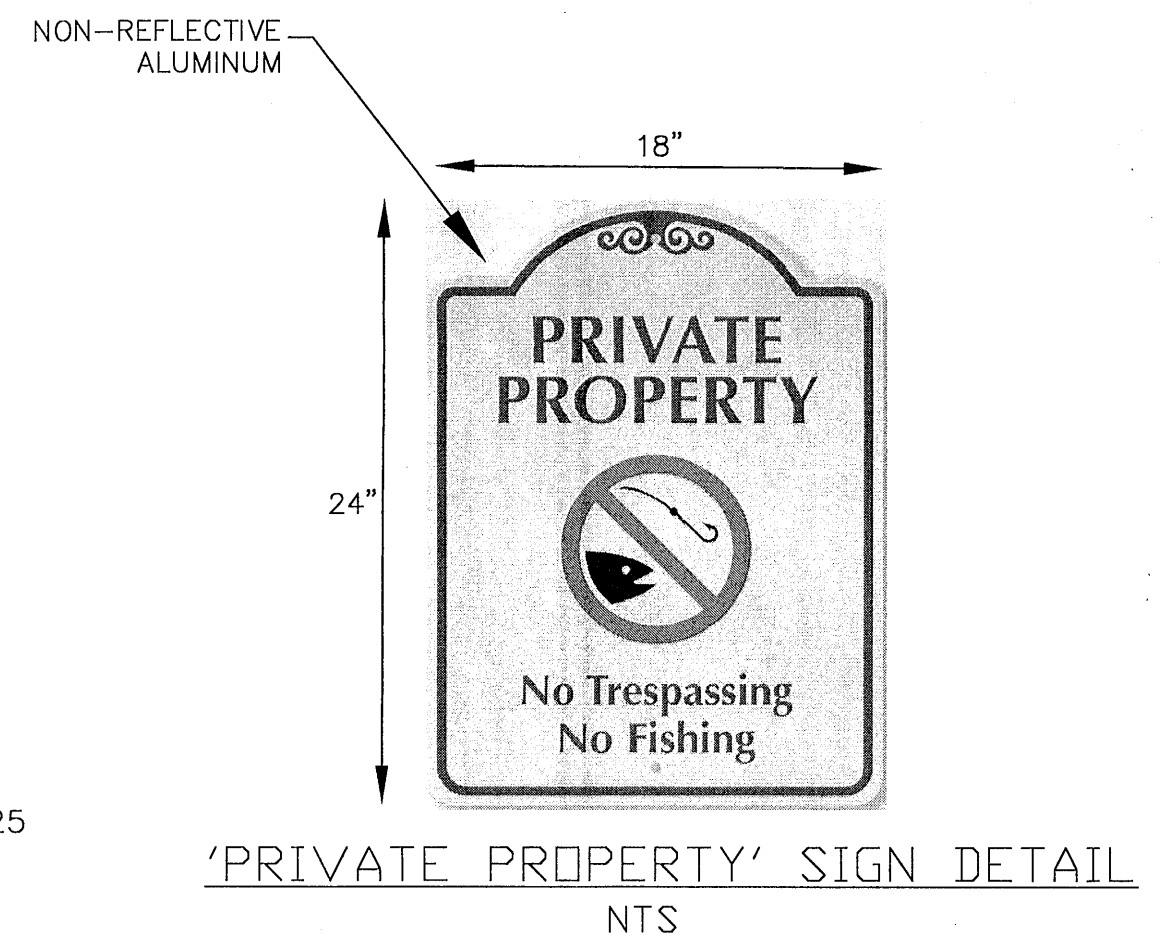 NON-REFLECTIVE
ALUMINUM
18"
24"
PRIVATE
PROPERTY
No Trespassing
No Fishing
25
'PRIVATE PROPERTY' SIGN DETAIL
NTS